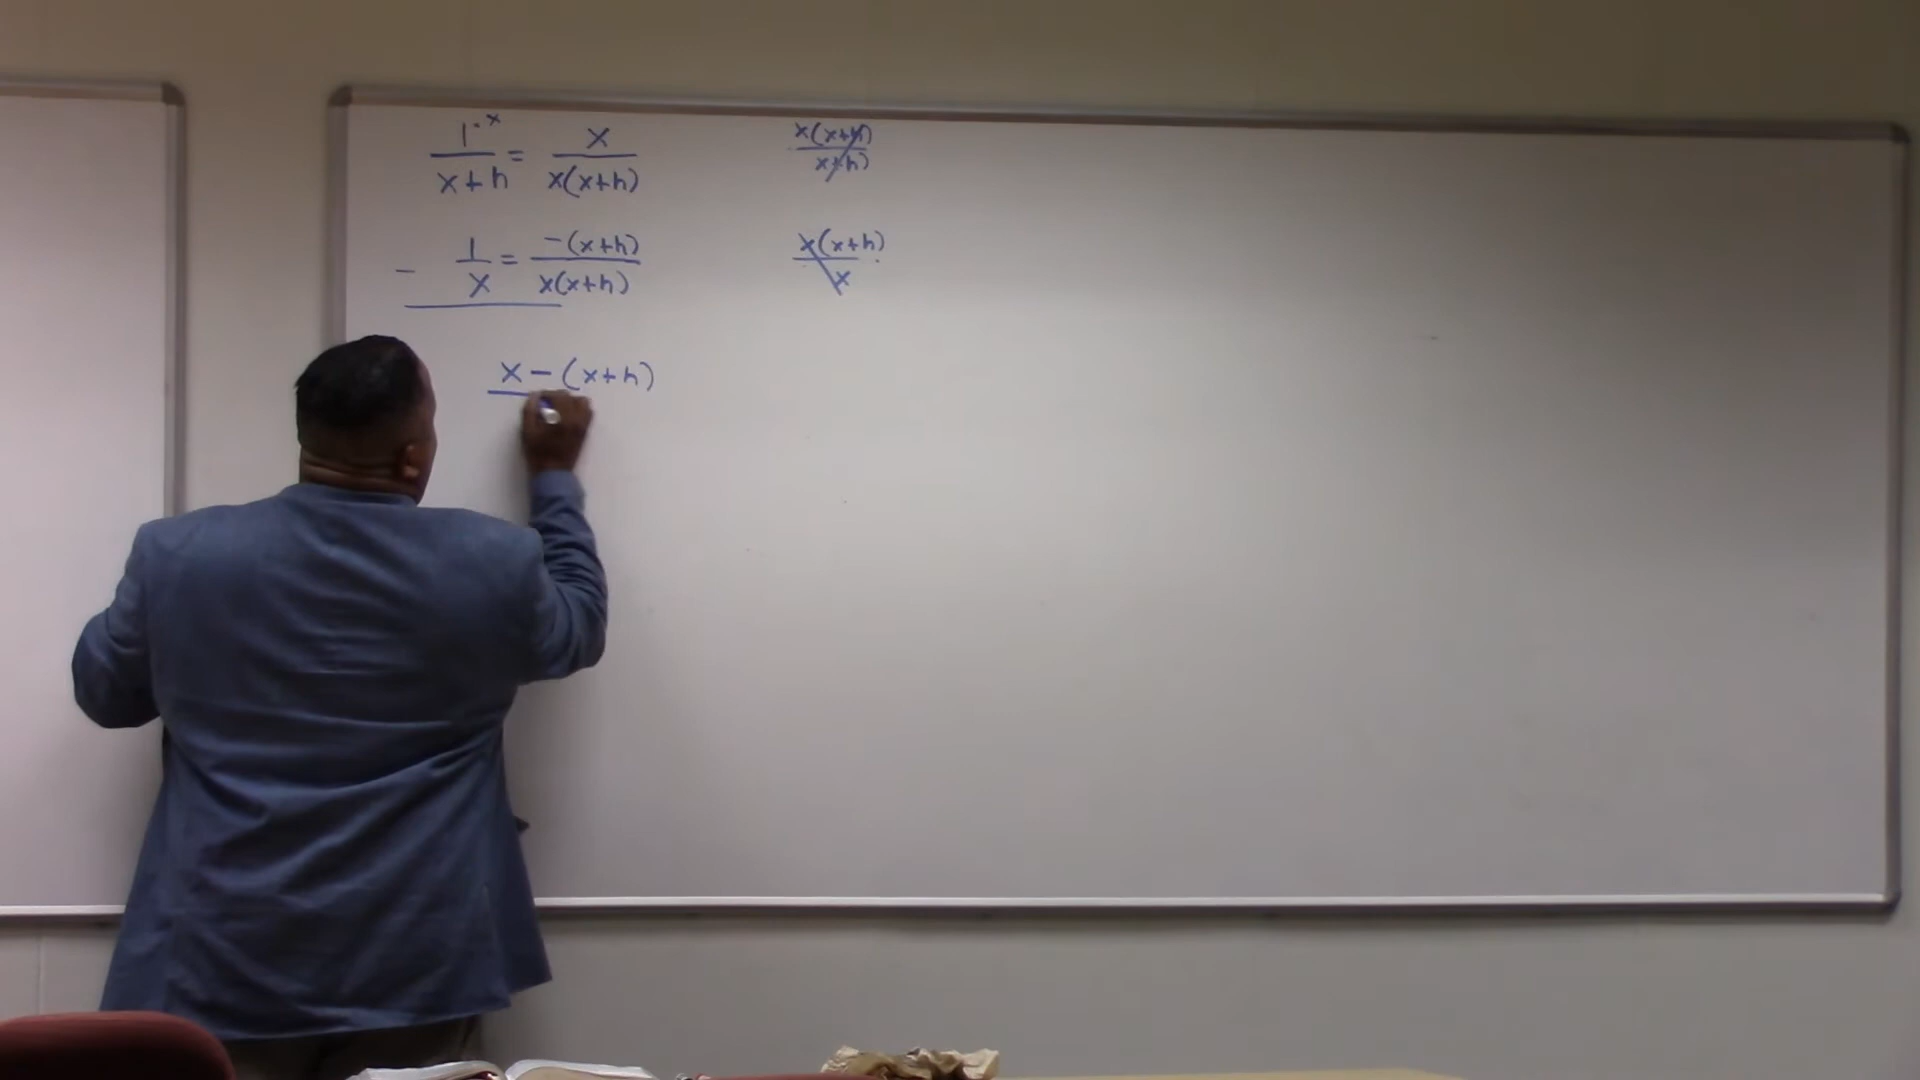 1·x/x+h = x/x(x+h)
x(x+h)/x+h)
- 1/x = -(x+h)/x(x+h)
x(x+h)/x
x-(x+h)